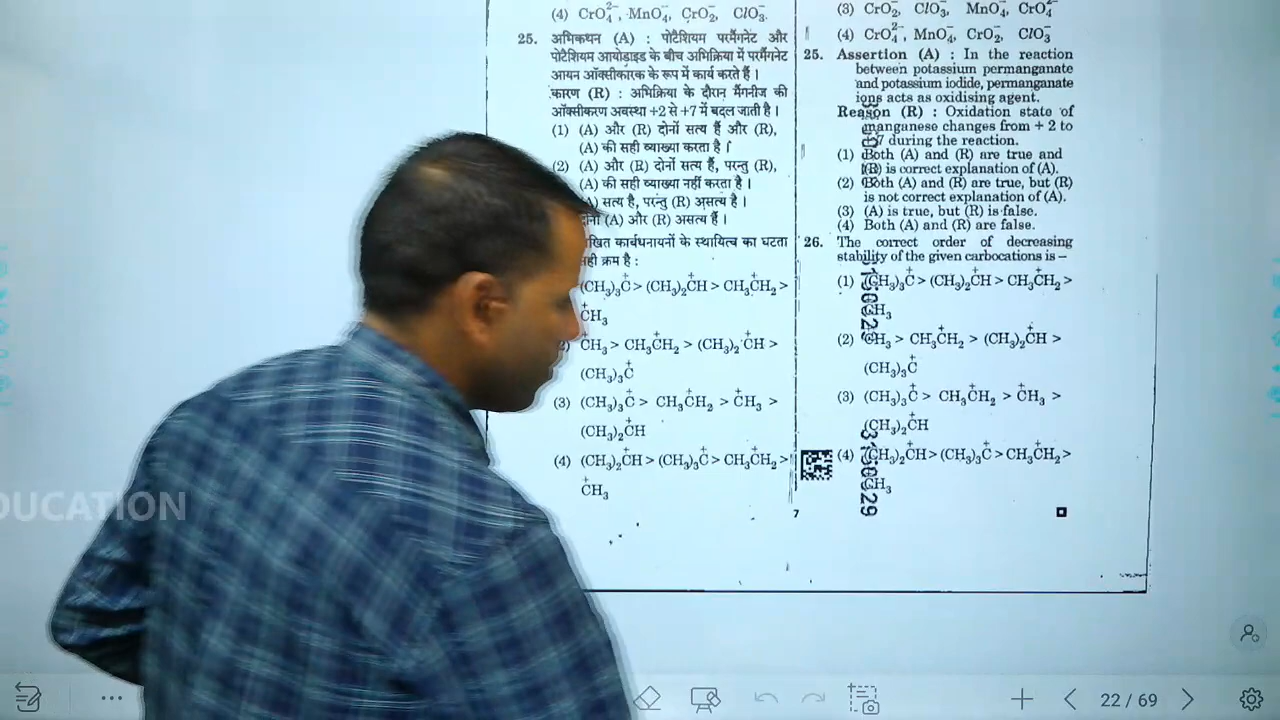 (4) CrO₄²⁻, MnO₄⁻, CrO₂⁻, ClO₃⁻
25. अभिकथन (A) : पोटैशियम परमैंगनेट और
पोटैशियम आयोडाइड के बीच अभिक्रिया में परमैंगनेट
आयन ऑक्सीकारक के रूप में कार्य करते हैं ।
कारण (R) : अभिक्रिया के दौरान मैंगनीज की
ऑक्सीकरण अवस्था +2 से +7 में बदल जाती है ।
(1) (A) और (R) दोनों सत्य हैं और (R),
(A) की सही व्याख्या करता है ।
(2) (A) और (R) दोनों सत्य हैं, परन्तु (R),
(A) की सही व्याख्या नहीं करता है ।
A) सत्य है, परन्तु (R) असत्य है ।
(A) और (R) असत्य हैं ।
कार्बधनायनों के स्थायित्व का घटता
क्रम है :
(CH₃)₃C⁺ > (CH₃)₂C⁺H > CH₃C⁺H₂ >
C⁺H₃
2) C⁺H₃ > CH₃C⁺H₂ > (CH₃)₂C⁺H >
(CH₃)₃C⁺
(3) (CH₃)₃C⁺ > CH₃C⁺H₂ > C⁺H₃ >
(CH₃)₂C⁺H
(4) (CH₃)₂C⁺H > (CH₃)₃C⁺ > CH₃C⁺H₂ >
C⁺H₃
(3) CrO₂⁻, ClO₃⁻, MnO₄⁻, CrO₄²⁻
(4) CrO₄²⁻, MnO₄⁻, CrO₂⁻, ClO₃⁻
25. Assertion (A) : In the reaction
between potassium permanganate
and potassium iodide, permanganate
ions acts as oxidising agent.
Reason (R) : Oxidation state of
manganese changes from + 2 to
+ 7 during the reaction.
(1) Both (A) and (R) are true and
(R) is correct explanation of (A).
(2) Both (A) and (R) are true, but (R)
is not correct explanation of (A).
(3) (A) is true, but (R) is false.
(4) Both (A) and (R) are false.
26. The correct order of decreasing
stability of the given carbocations is –
(1) (CH₃)₃C⁺ > (CH₃)₂C⁺H > CH₃C⁺H₂ >
C⁺H₃
(2) C⁺H₃ > CH₃C⁺H₂ > (CH₃)₂C⁺H >
(CH₃)₃C⁺
(3) (CH₃)₃C⁺ > CH₃C⁺H₂ > C⁺H₃ >
(CH₃)₂C⁺H
(4) (CH₃)₂C⁺H > (CH₃)₃C⁺ > CH₃C⁺H₂ >
C⁺H₃
7
DUCATION
22 / 69